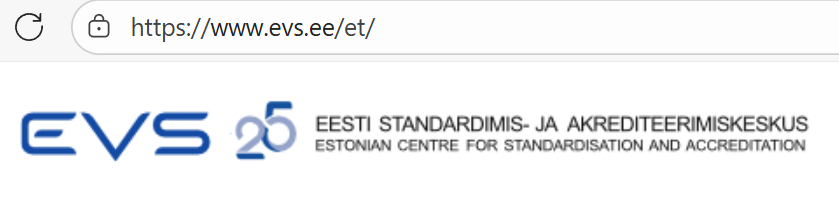 https://www.evs.ee/et/
EVS 25 EESTI STANDARDIMIS- JA AKREDITEERIMISKESKUS
ESTONIAN CENTRE FOR STANDARDISATION AND ACCREDITATION